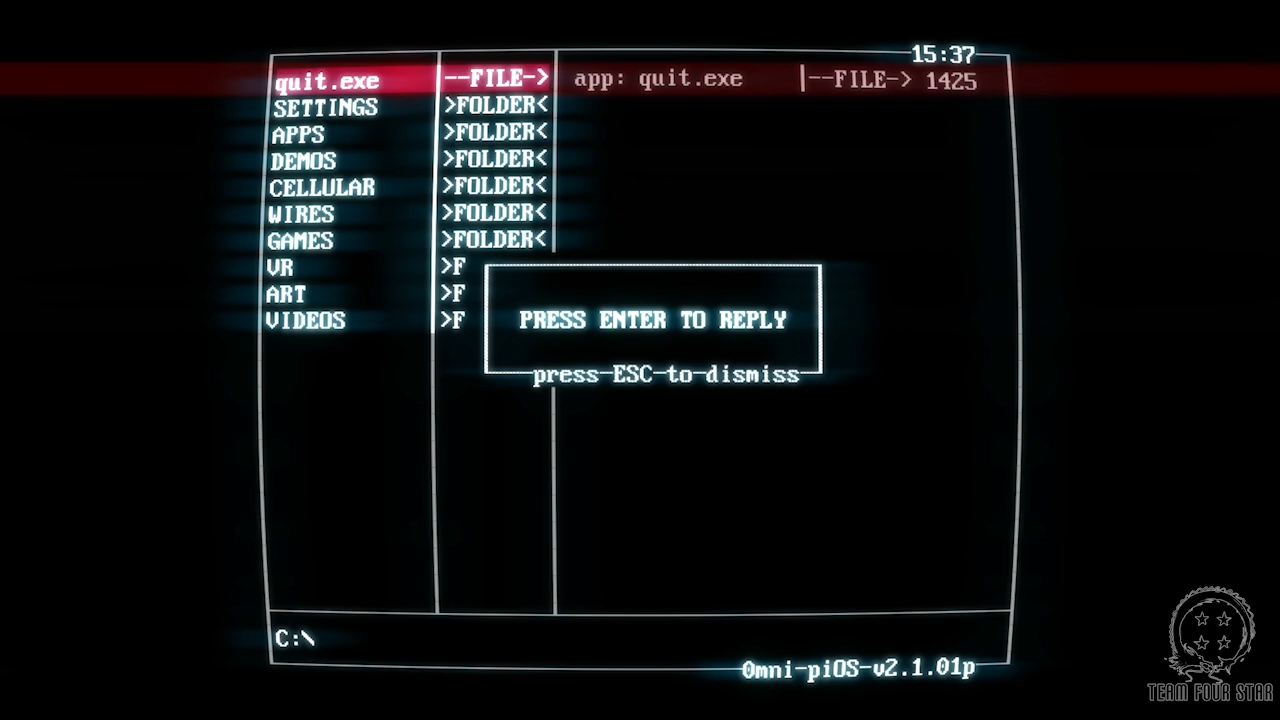 15:37
quit.exe --FILE-> app: quit.exe |--FILE-> 1425
SETTINGS >FOLDER<
APPS >FOLDER<
DEMOS >FOLDER<
CELLULAR >FOLDER<
WIRES >FOLDER<
GAMES >FOLDER<
VR >F
ART >F
VIDEOS >F
PRESS ENTER TO REPLY
press-ESC-to-dismiss
C:\
0mni-piOS-v2.1.01p
TEAM FOUR STAR